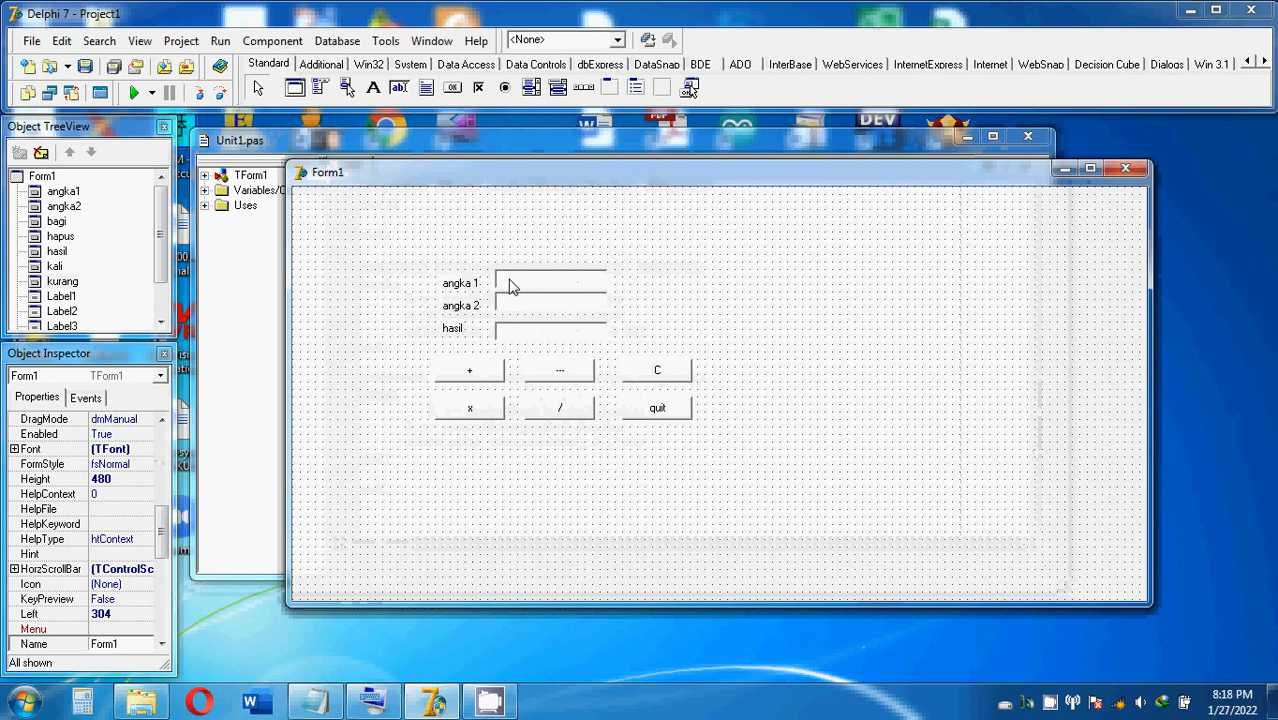 Delphi 7 - Project1
File Edit Search View Project Run Component Database Tools Window Help <None>
Standard Additional Win32 System Data Access Data Controls dbExpress DataSnap BDE ADO InterBase WebServices InternetExpress Internet WebSnap Decision Cube Dialogs Win 3.1
Object TreeView
Form1
angka1
angka2
bagi
hapus
hasil
kali
kurang
Label1
Label2
Label3
Object Inspector
Form1 TForm1
Properties Events
DragMode dmManual
Enabled True
Font (TFont)
FormStyle fsNormal
Height 480
HelpContext 0
HelpFile
HelpKeyword
HelpType htContext
Hint
HorzScrollBar (TControlSc
Icon (None)
KeyPreview False
Left 304
Menu
Name Form1
All shown
Unit1.pas
TForm1
Variables/C
Uses
Form1
angka 1
angka 2
hasil
+ --- C
x / quit
DEV
8:18 PM
1/27/2022